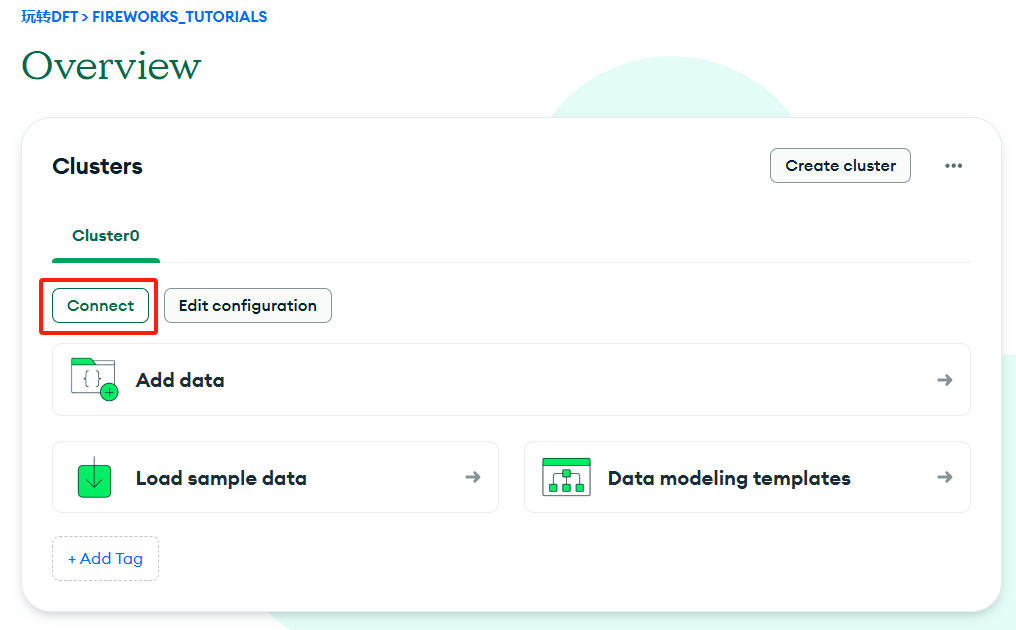 玩转DFT > FIREWORKS_TUTORIALS
Overview
Clusters
Create cluster
Cluster0
Connect
Edit configuration
{ }
Add data
Load sample data
Data modeling templates
+ Add Tag